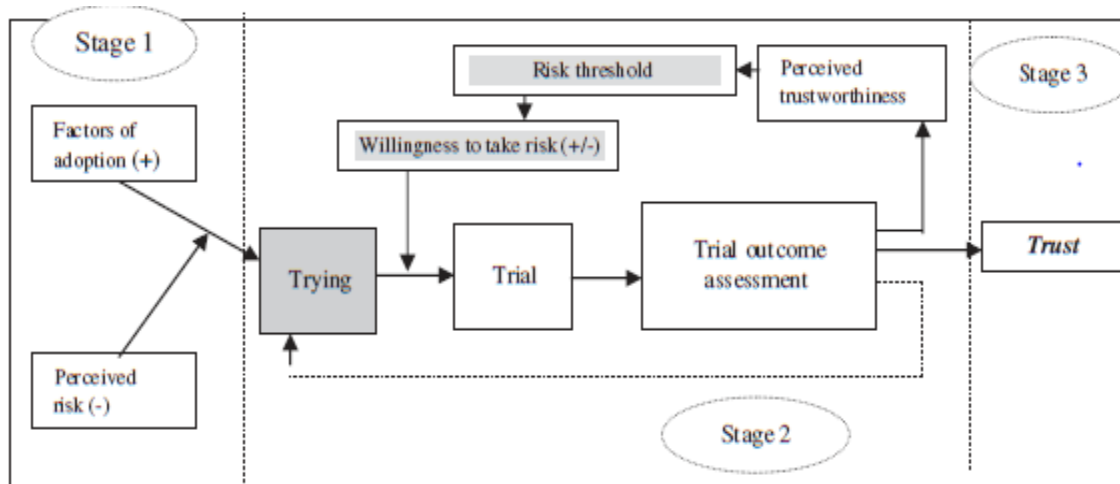 Stage 1
Factors of
adoption (+)
Perceived
risk (-)
Risk threshold
Willingness to take risk (+/-)
Perceived
trustworthiness
Trying
Trial
Trial outcome
assessment
Stage 2
Stage 3
Trust